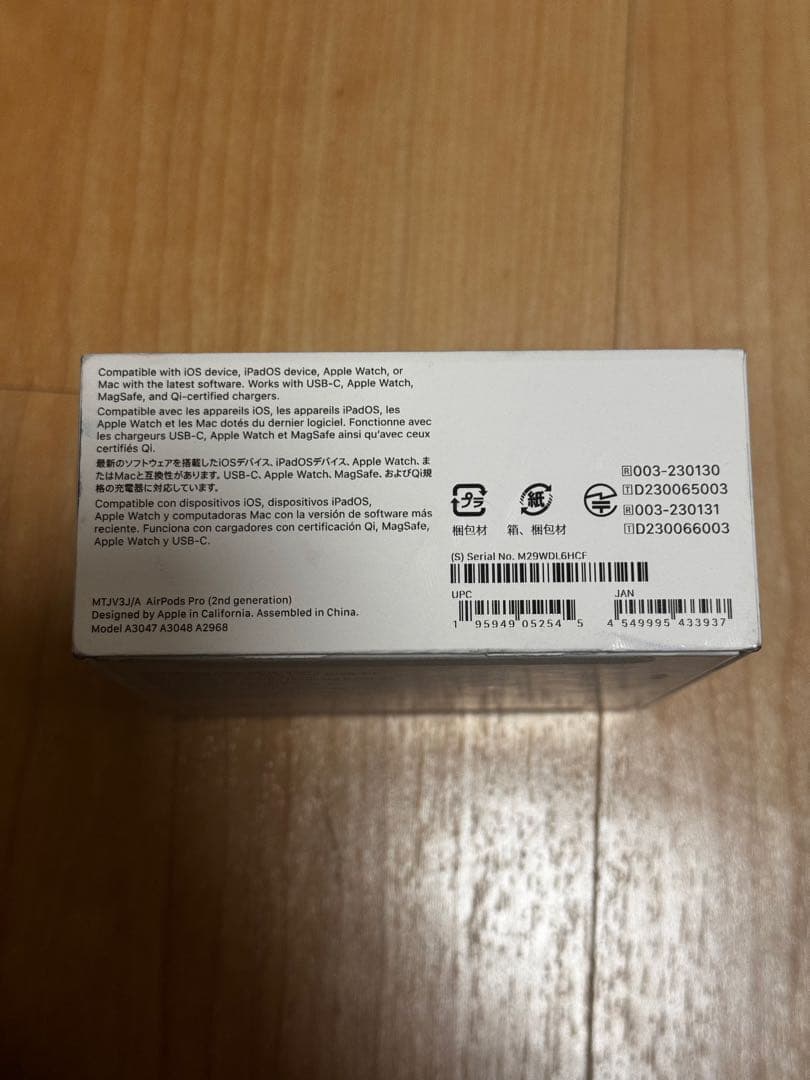 Compatible with iOS device, iPadOS device, Apple Watch, or
Mac with the latest software. Works with USB-C, Apple Watch,
MagSafe, and Qi-certified chargers.
Compatible avec les appareils iOS, les appareils iPadOS, les
Apple Watch et les Mac dotés du dernier logiciel. Fonctionne avec
les chargeurs USB-C, Apple Watch et MagSafe ainsi qu'avec ceux
certifiés Qi.
最新のソフトウェアを搭載したiOSデバイス、iPadOSデバイス、Apple Watch、ま
たはMacと互換性があります。USB-C、Apple Watch、MagSafe、およびQi規
格の充電器に対応しています。
Compatible con dispositivos iOS, dispositivos iPadOS,
Apple Watch y computadoras Mac con la versión de software más
reciente. Funciona con cargadores con certificación Qi, MagSafe,
Apple Watch y USB-C.
MTJV3J/A AirPods Pro (2nd generation)
Designed by Apple in California. Assembled in China.
Model A3047 A3048 A2968
プラ
梱包材
紙
箱、梱包材
R 003-230130
T D230065003
R 003-230131
T D230066003
(S) Serial No. M29WDL6HCF
UPC
1 95949 05254 5
JAN
4 549995 433937